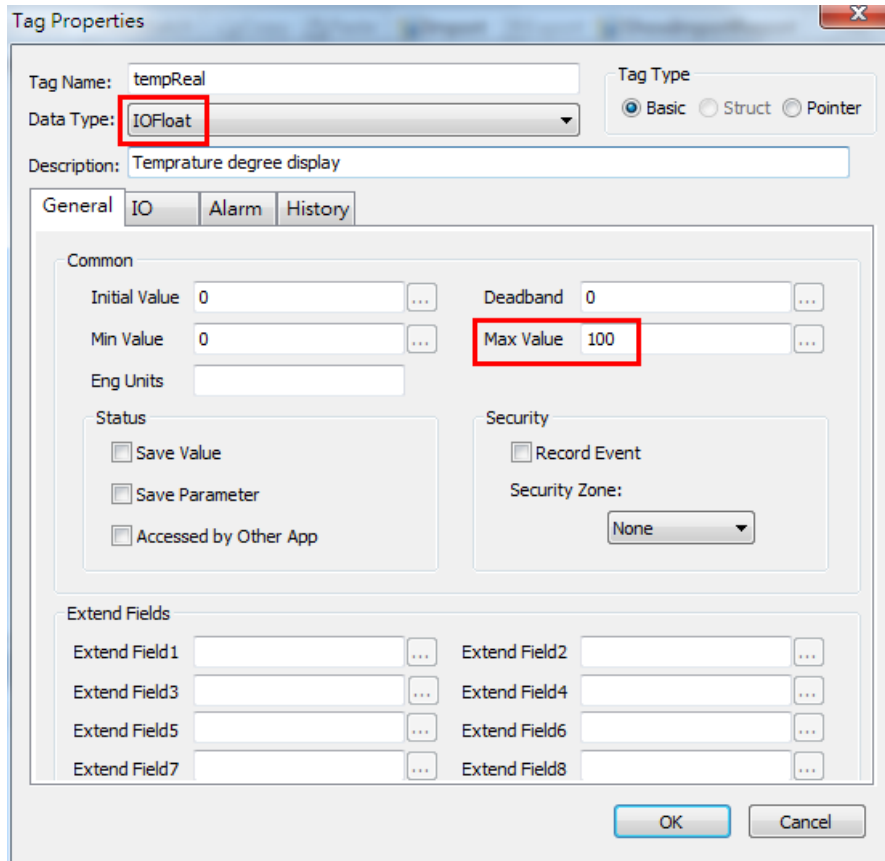 Tag Properties
Tag Name: tempReal
Tag Type
Basic Struct Pointer
Data Type: IOFloat
Description: Temprature degree display
General IO Alarm History
Common
Initial Value 0 ... Deadband 0 ...
Min Value 0 ... Max Value 100 ...
Eng Units
Status Security
Save Value Record Event
Save Parameter Security Zone:
Accessed by Other App None
Extend Fields
Extend Field1 ... Extend Field2 ...
Extend Field3 ... Extend Field4 ...
Extend Field5 ... Extend Field6 ...
Extend Field7 ... Extend Field8 ...
OK Cancel